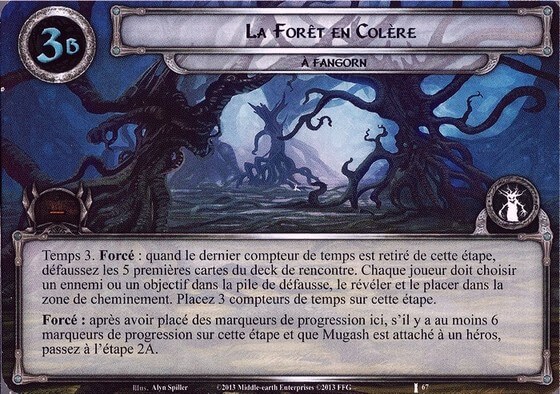 3B
La Forêt en Colère
À Fangorn
Temps 3. Forcé : quand le dernier compteur de temps est retiré de cette étape,
défaussez les 5 premières cartes du deck de rencontre. Chaque joueur doit choisir
un ennemi ou un objectif dans la pile de défausse, le révéler et le placer dans la
zone de cheminement. Placez 3 compteurs de temps sur cette étape.
Forcé : après avoir placé des marqueurs de progression ici, s'il y a au moins 6
marqueurs de progression sur cette étape et que Mugash est attaché à un héros,
passez à l'étape 2A.
Illus. Alyn Spiller ©2013 Middle-earth Enterprises ©2013 FFG 67